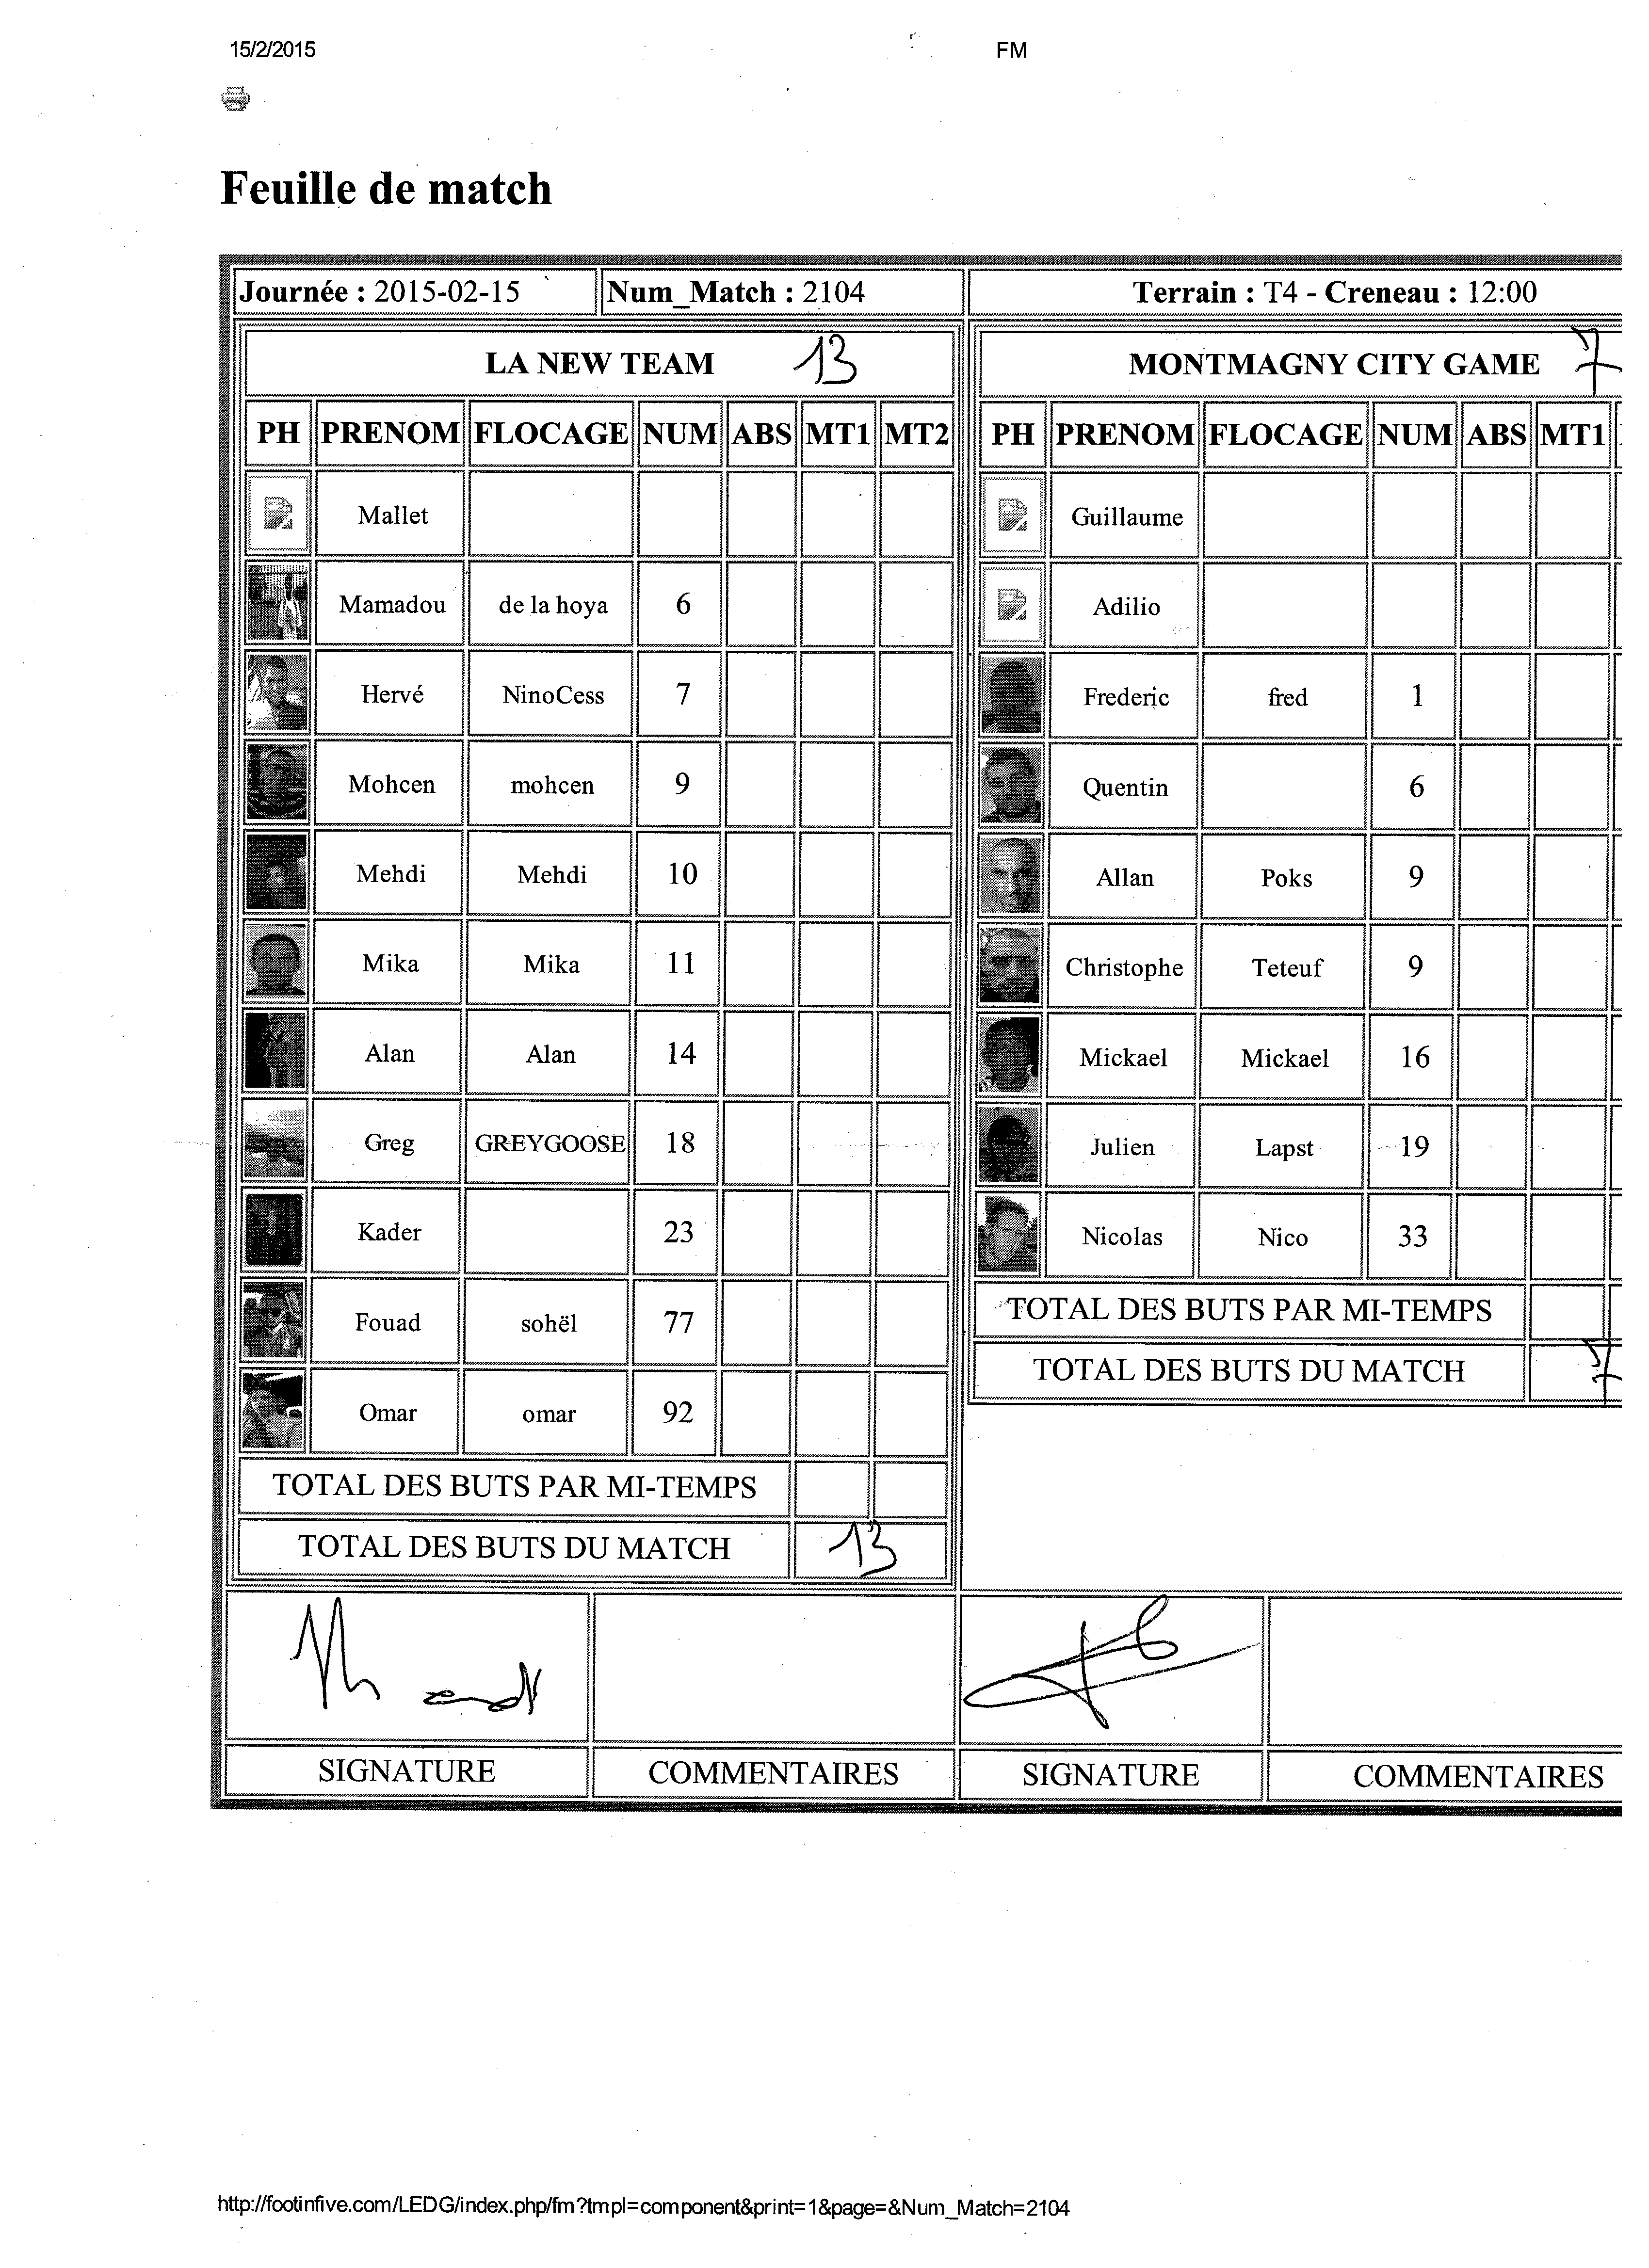 15/2/2015 FM
Feuille de match
Journée : 2015-02-15 Num_Match : 2104 Terrain : T4 - Creneau : 12:00
LA NEW TEAM 13 MONTMAGNY CITY GAME 7
PH PRENOM FLOCAGE NUM ABS MT1 MT2 PH PRENOM FLOCAGE NUM ABS MT1
Mallet Guillaume
Mamadou de la hoya 6 Adilio
Hervé NinoCess 7 Frederic fred 1
Mohcen mohcen 9 Quentin 6
Mehdi Mehdi 10 Allan Poks 9
Mika Mika 11 Christophe Teteuf 9
Alan Alan 14 Mickael Mickael 16
Greg GREYGOOSE 18 Julien Lapst 19
Kader 23 Nicolas Nico 33
Fouad sohël 77 TOTAL DES BUTS PAR MI-TEMPS
Omar omar 92 TOTAL DES BUTS DU MATCH 7
TOTAL DES BUTS PAR MI-TEMPS
TOTAL DES BUTS DU MATCH 13
SIGNATURE COMMENTAIRES SIGNATURE COMMENTAIRES
http://footinfive.com/LEDG/index.php/fm?tmpl=component&print=1&page=&Num_Match=2104